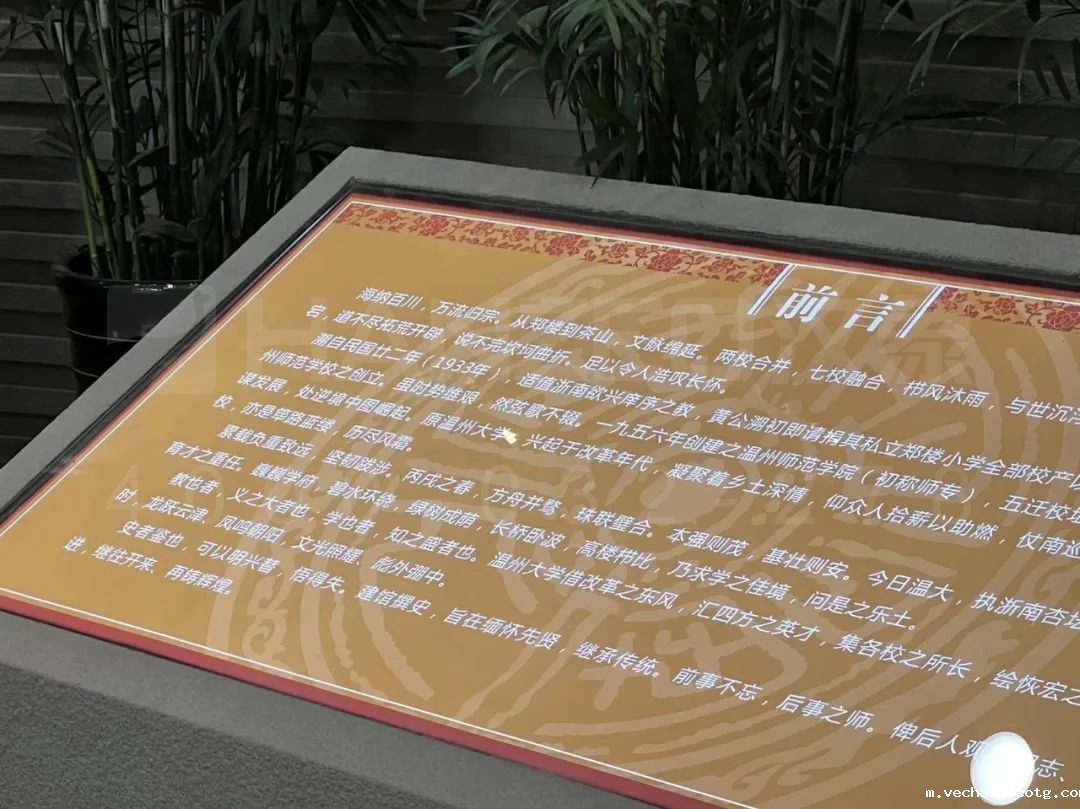 前言
海纳百川，万流归宗。从郑楼到茶山，文脉绵延。两校合并，七校融合，栉风沐雨，与世沉浮
言，道不尽拓荒开辟，说不完坎坷曲折。足以令人浩叹长怀。
溯自民国廿二年（1933年），适值浙南欲兴庠序之教，黄公溯初即请捐其私立郑楼小学全部校产以
州师范学校之创立。虽时势维艰，然弦歌不辍。一九五六年创建之温州师范学院（初称师专），五迁校址
谋发展，处逆境中图崛起。原温州大学，兴起于改革年代，凝聚着乡土深情，仰众人拾薪以助燃，仗南巡
校，亦是筚路蓝缕，历尽风霜。
累载负重致远，坚韧跋涉。丙戌之春，方舟并骛，珠联璧合。本强则茂，基壮则安。今日温大，执浙南杏坛
育才之重任。巍巍学府，碧水环绕，绿树成荫，长桥卧波，高楼栉比，乃求学之佳境，问是之乐土。
教也者，义之大者也，学也者，知之盛者也。温州大学借改革之东风，汇四方之英才，集各校之所长，绘恢宏之
时，龙跃云津、凤鸣朝阳，文光照耀、彪外弸中。
史者鉴也，可以明兴替，悟得失。建馆撰史，旨在缅怀先贤，继承传统。前事不忘，后事之师。俾后人观 志、
进，继往开来、再铸辉煌。
m.vech cotg.com